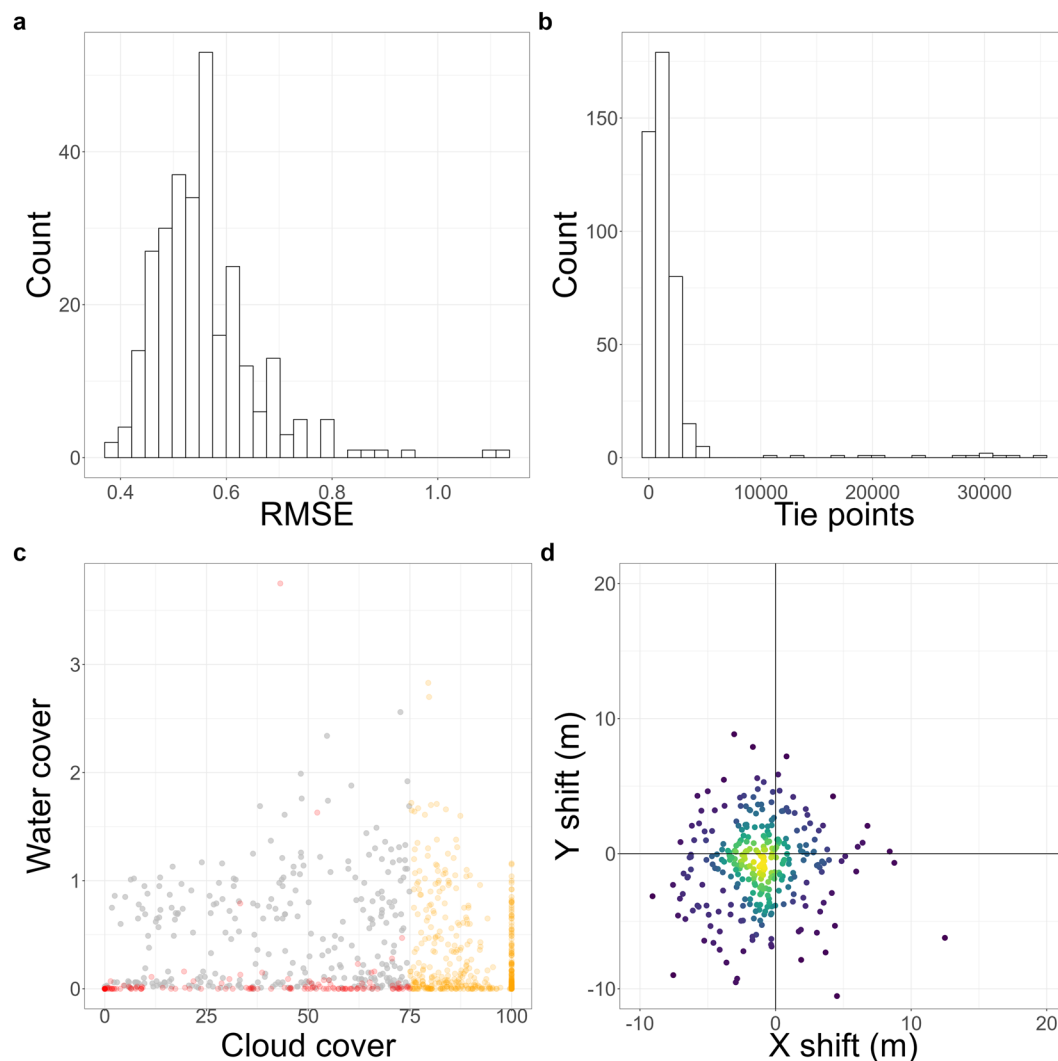 a
Count
40
20
0
0.4 0.6 0.8 1.0
RMSE
b
Count
150
100
50
0
0 10000 20000 30000
Tie points
c
Water cover
3
2
1
0
0 25 50 75 100
Cloud cover
d
Y shift (m)
20
10
0
-10
-10 0 10 20
X shift (m)